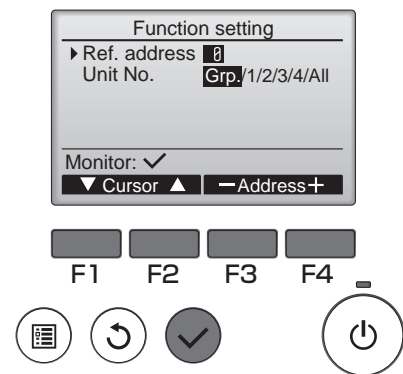 Function setting
Ref. address 0
Unit No. Grp./1/2/3/4/All
Monitor: ✓
▼ Cursor ▲ －Address＋
F1 F2 F3 F4